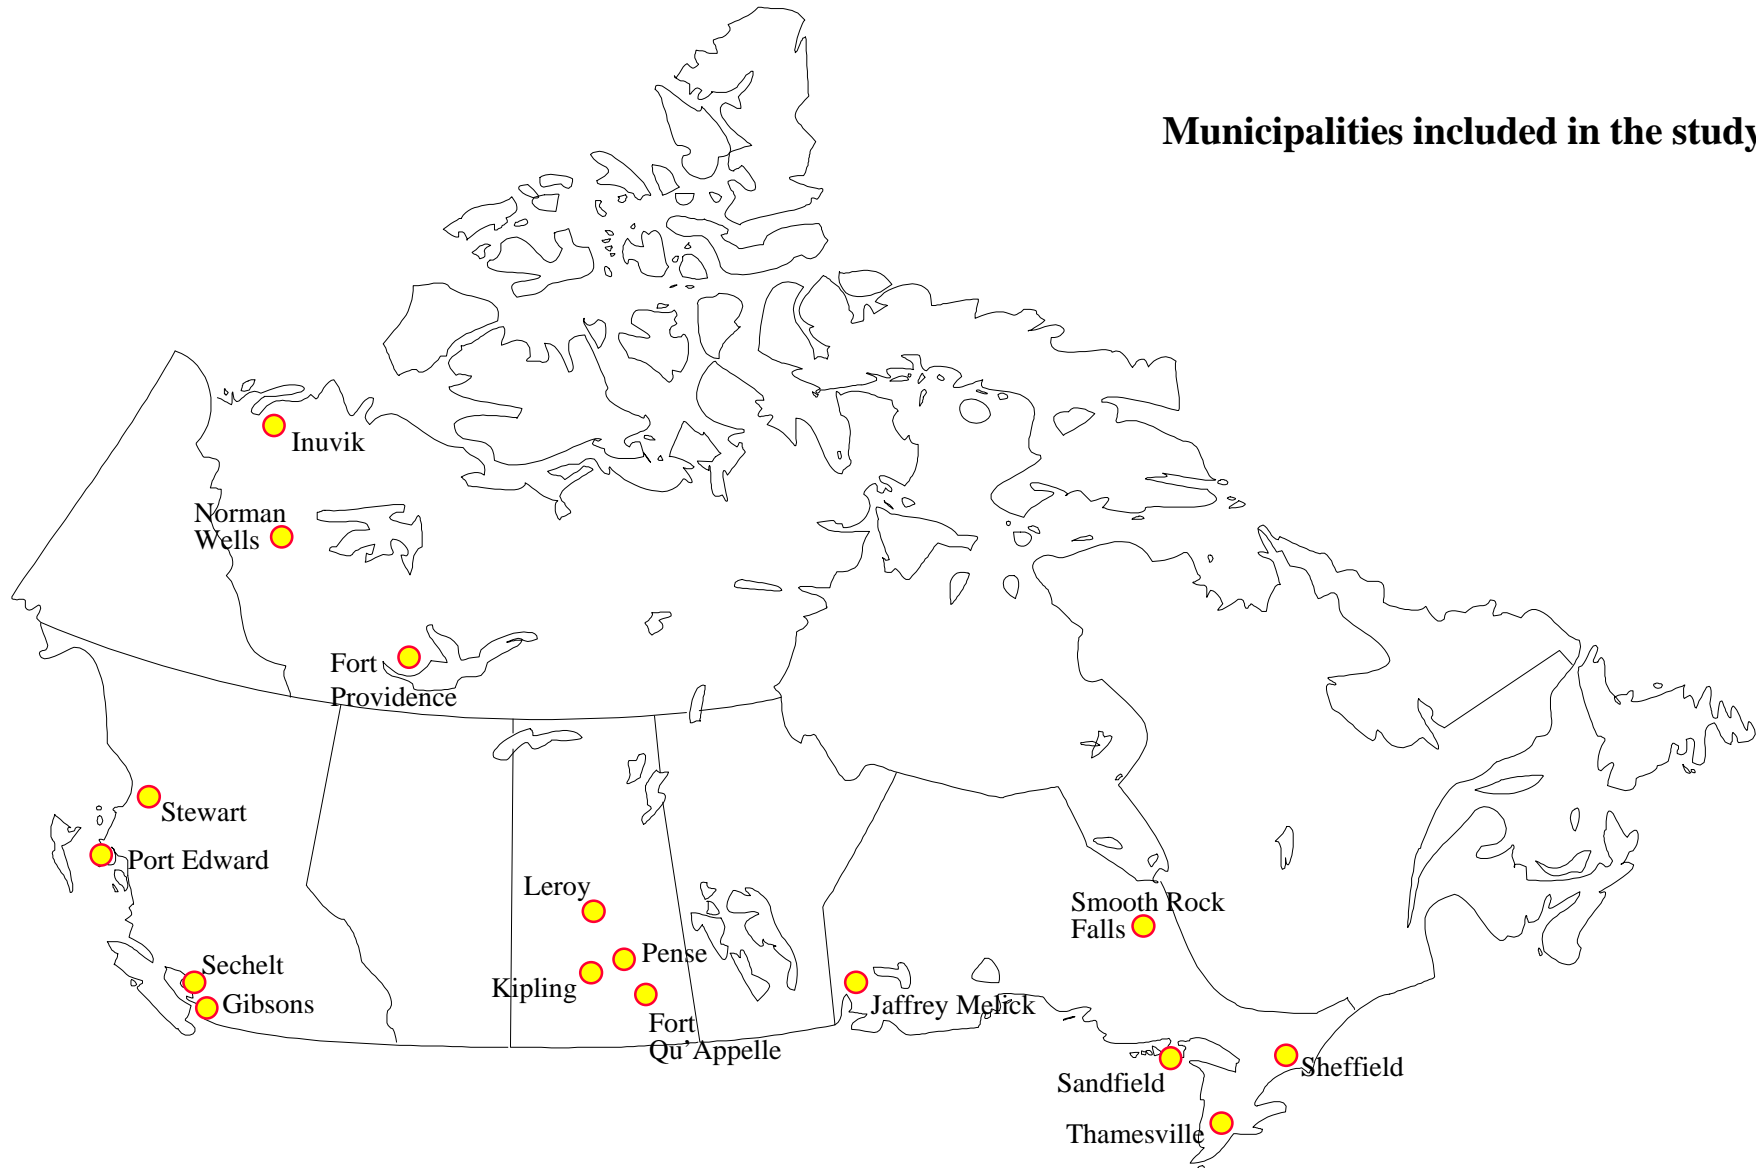 Municipalities included in the study
Inuvik
Norman
Wells
Fort
Providence
Stewart
Port Edward
Leroy
Smooth Rock
Falls
Pense
Sechelt
Kipling
Gibsons
Jaffrey Melick
Fort
Qu'Appelle
Sheffield
Sandfield
Thamesville